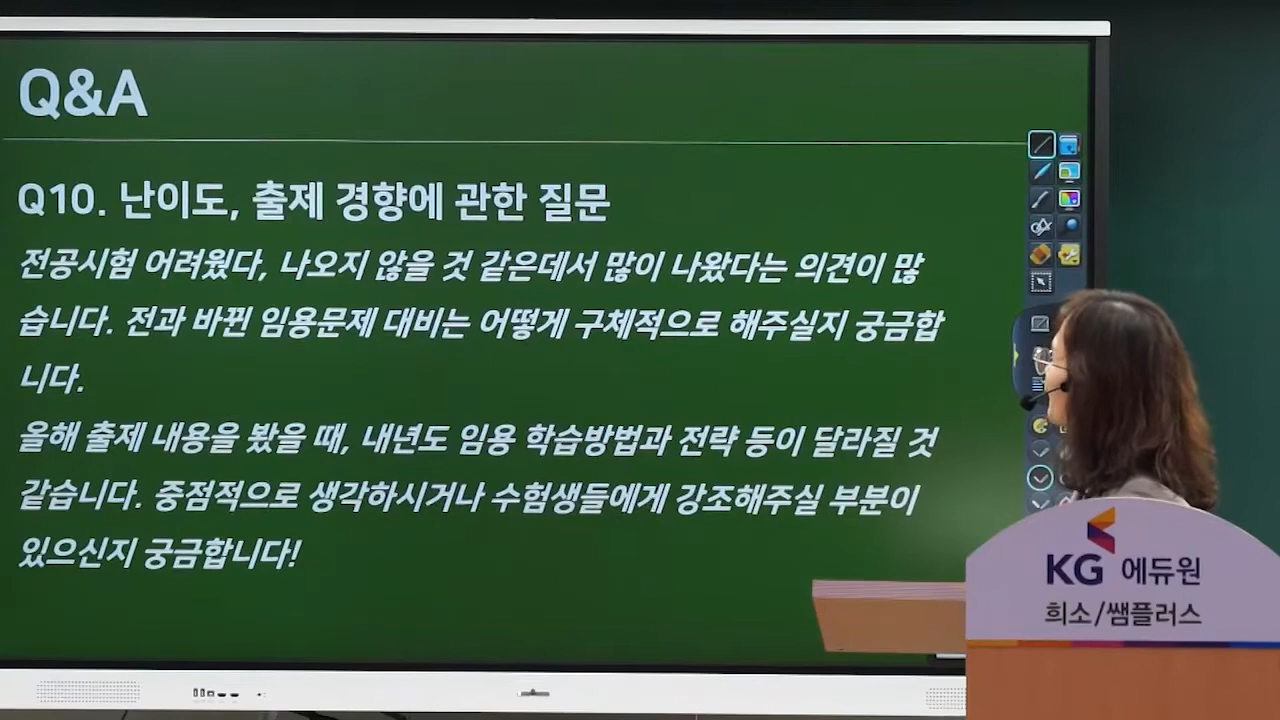 Q&A
Q10. 난이도, 출제 경향에 관한 질문
전공시험 어려웠다, 나오지 않을 것 같은데서 많이 나왔다는 의견이 많
습니다. 전과 바뀐 임용문제 대비는 어떻게 구체적으로 해주실지 궁금합
니다.
올해 출제 내용을 봤을 때, 내년도 임용 학습방법과 전략 등이 달라질 것
같습니다. 중점적으로 생각하시거나 수험생들에게 강조해주실 부분이
있으신지 궁금합니다!
KG 에듀원
희소/쌤플러스